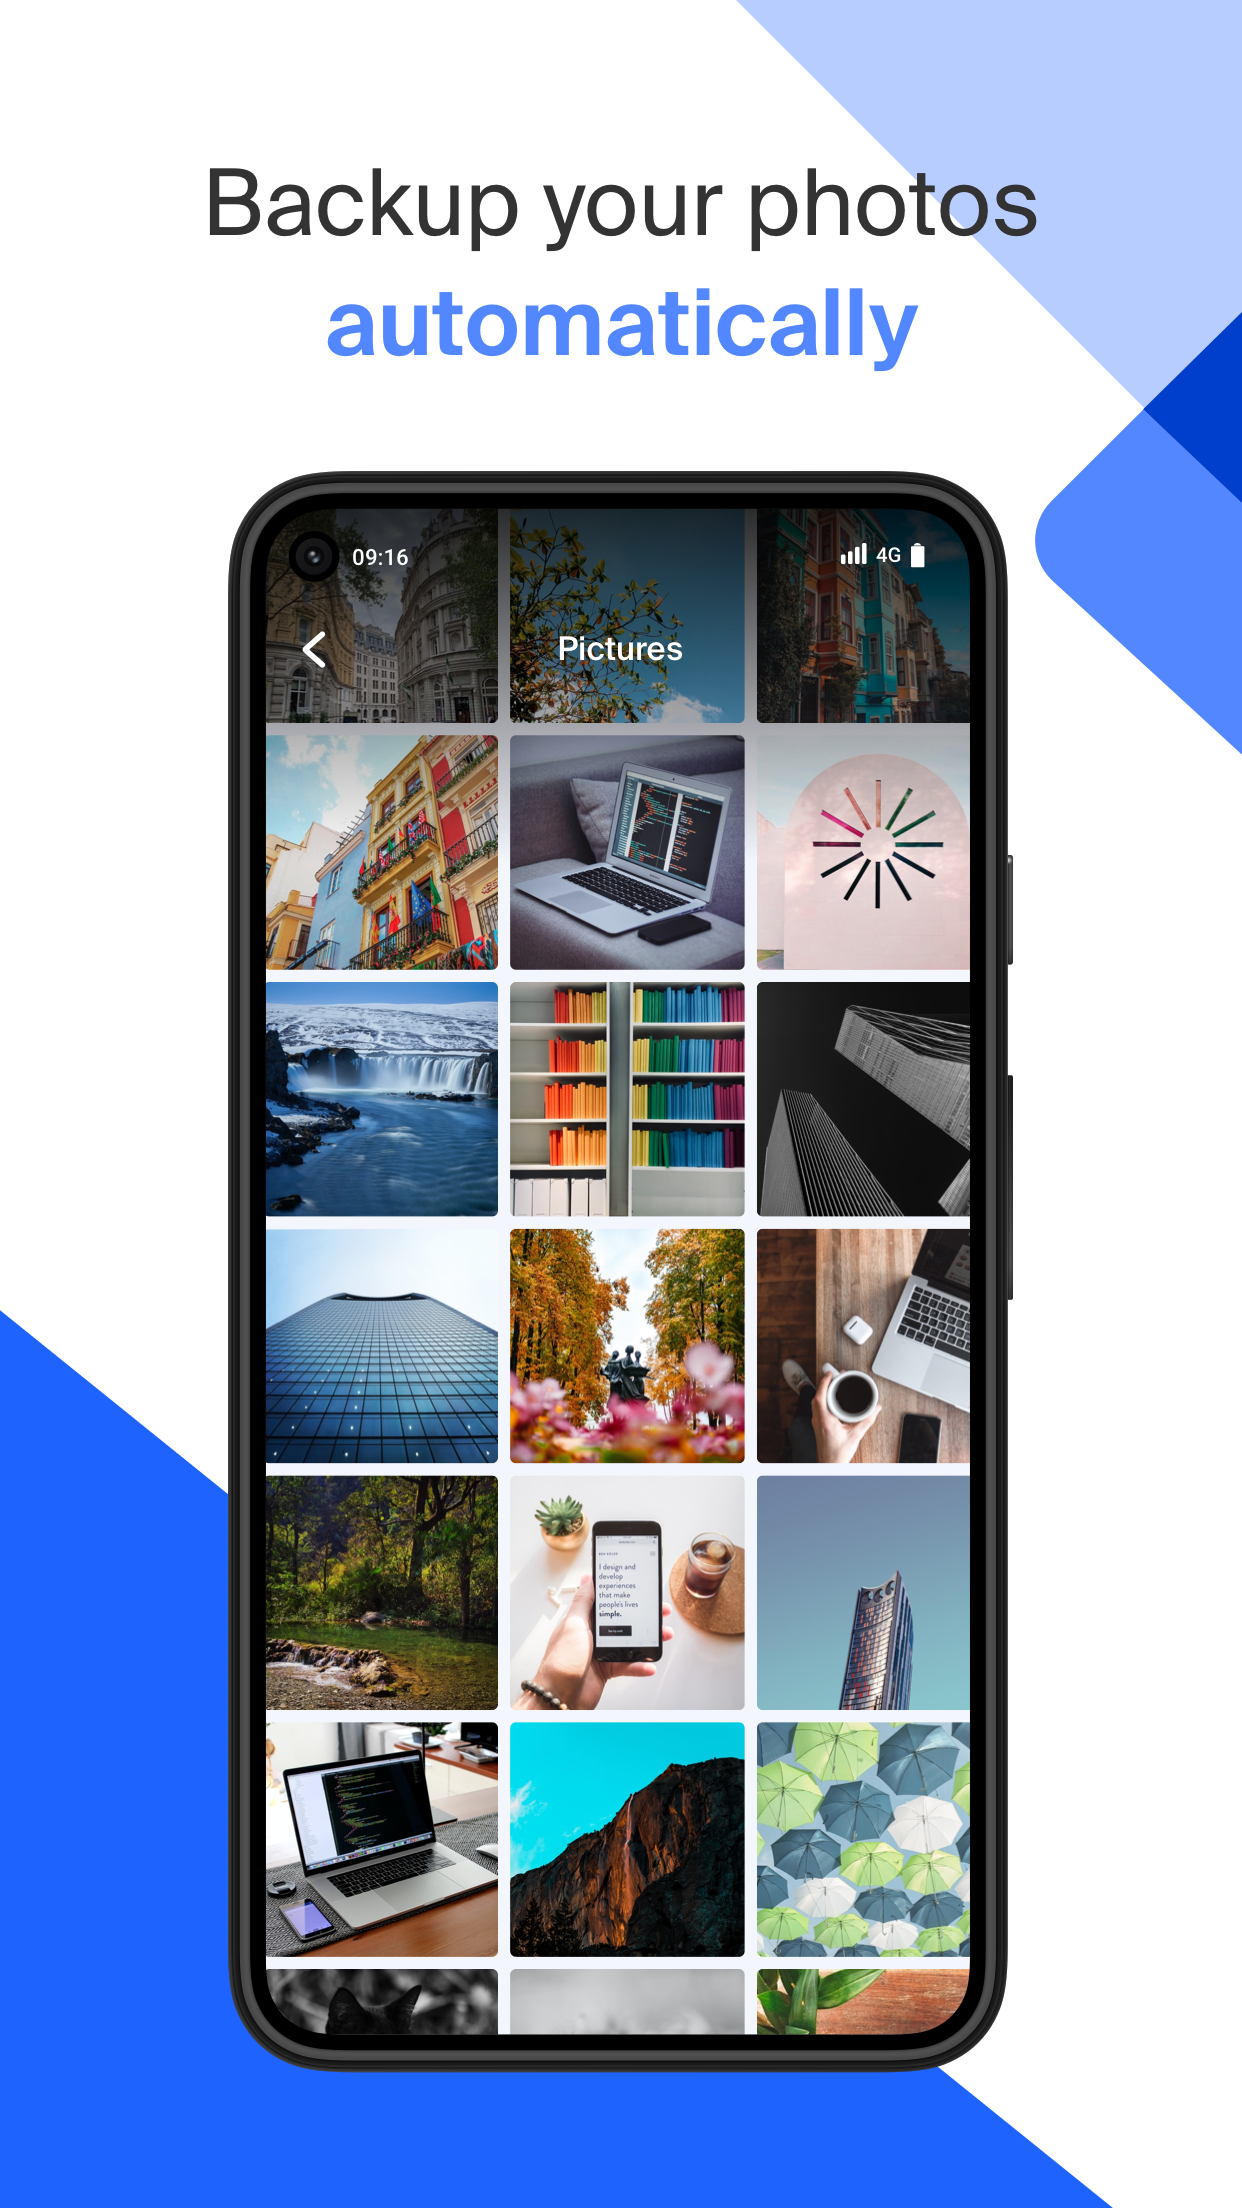 Backup your photos
automatically
09:16
4G
Pictures
I design and
develop
experiences
that make
people's lives
simple.